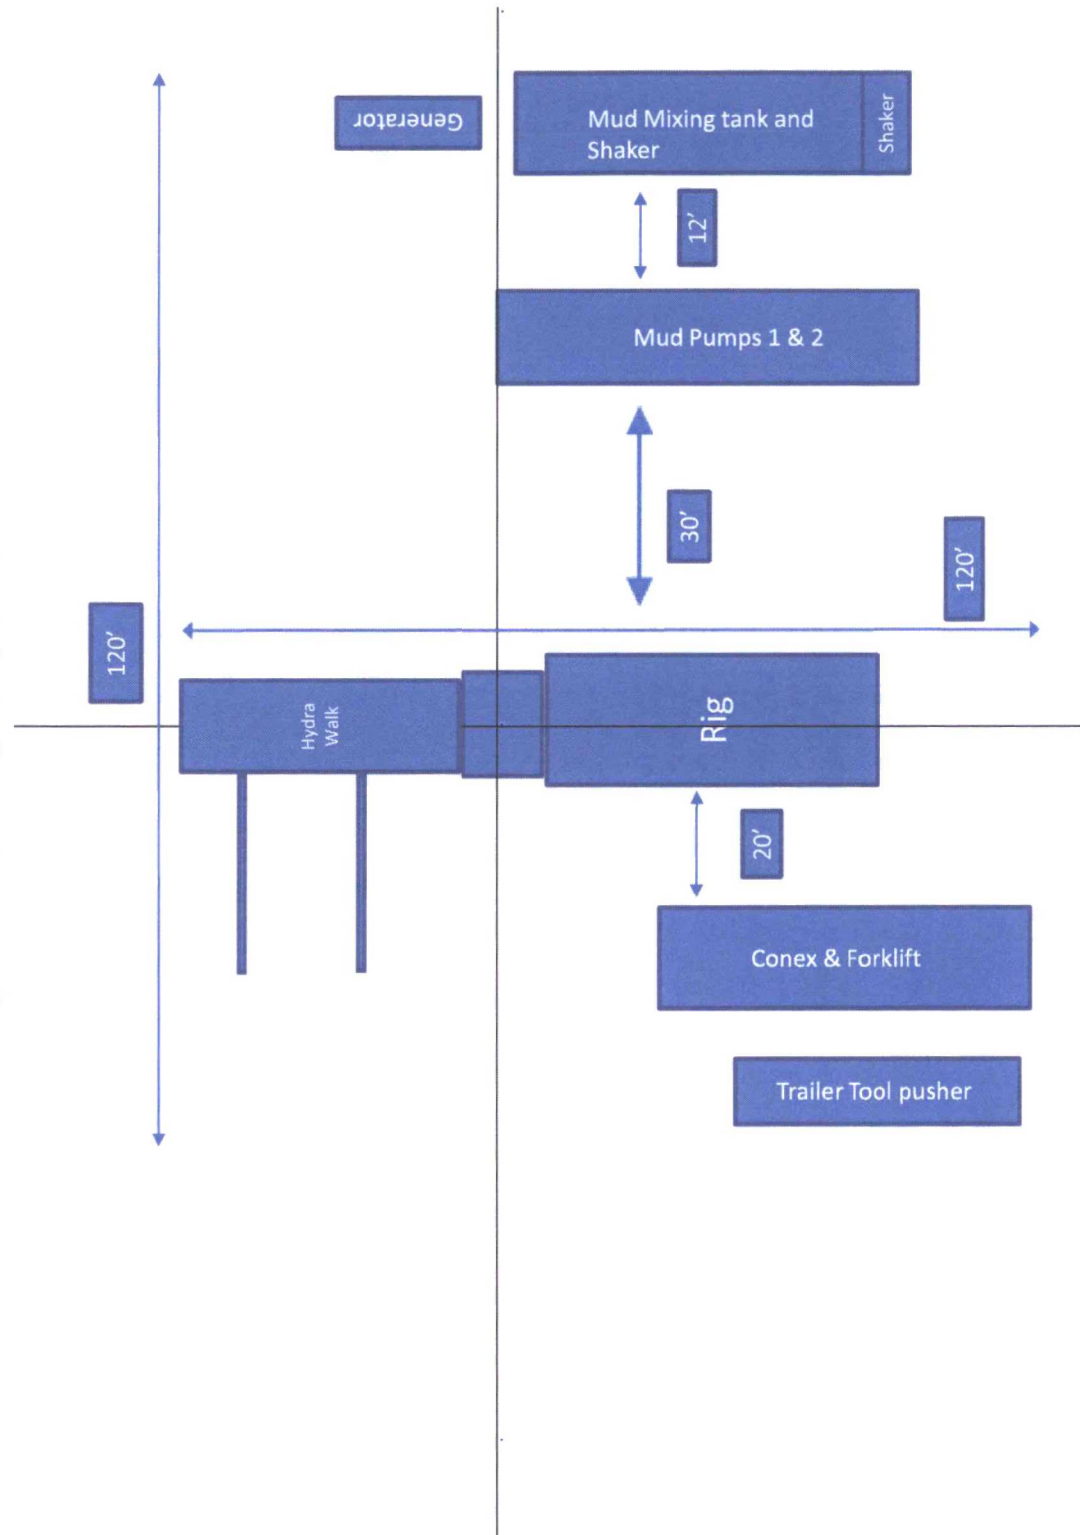 Generator
Mud Mixing tank and
Shaker
Shaker
12'
Mud Pumps 1 & 2
30'
120'
120'
Hydra
Walk
Rig
20'
Conex & Forklift
Trailer Tool pusher